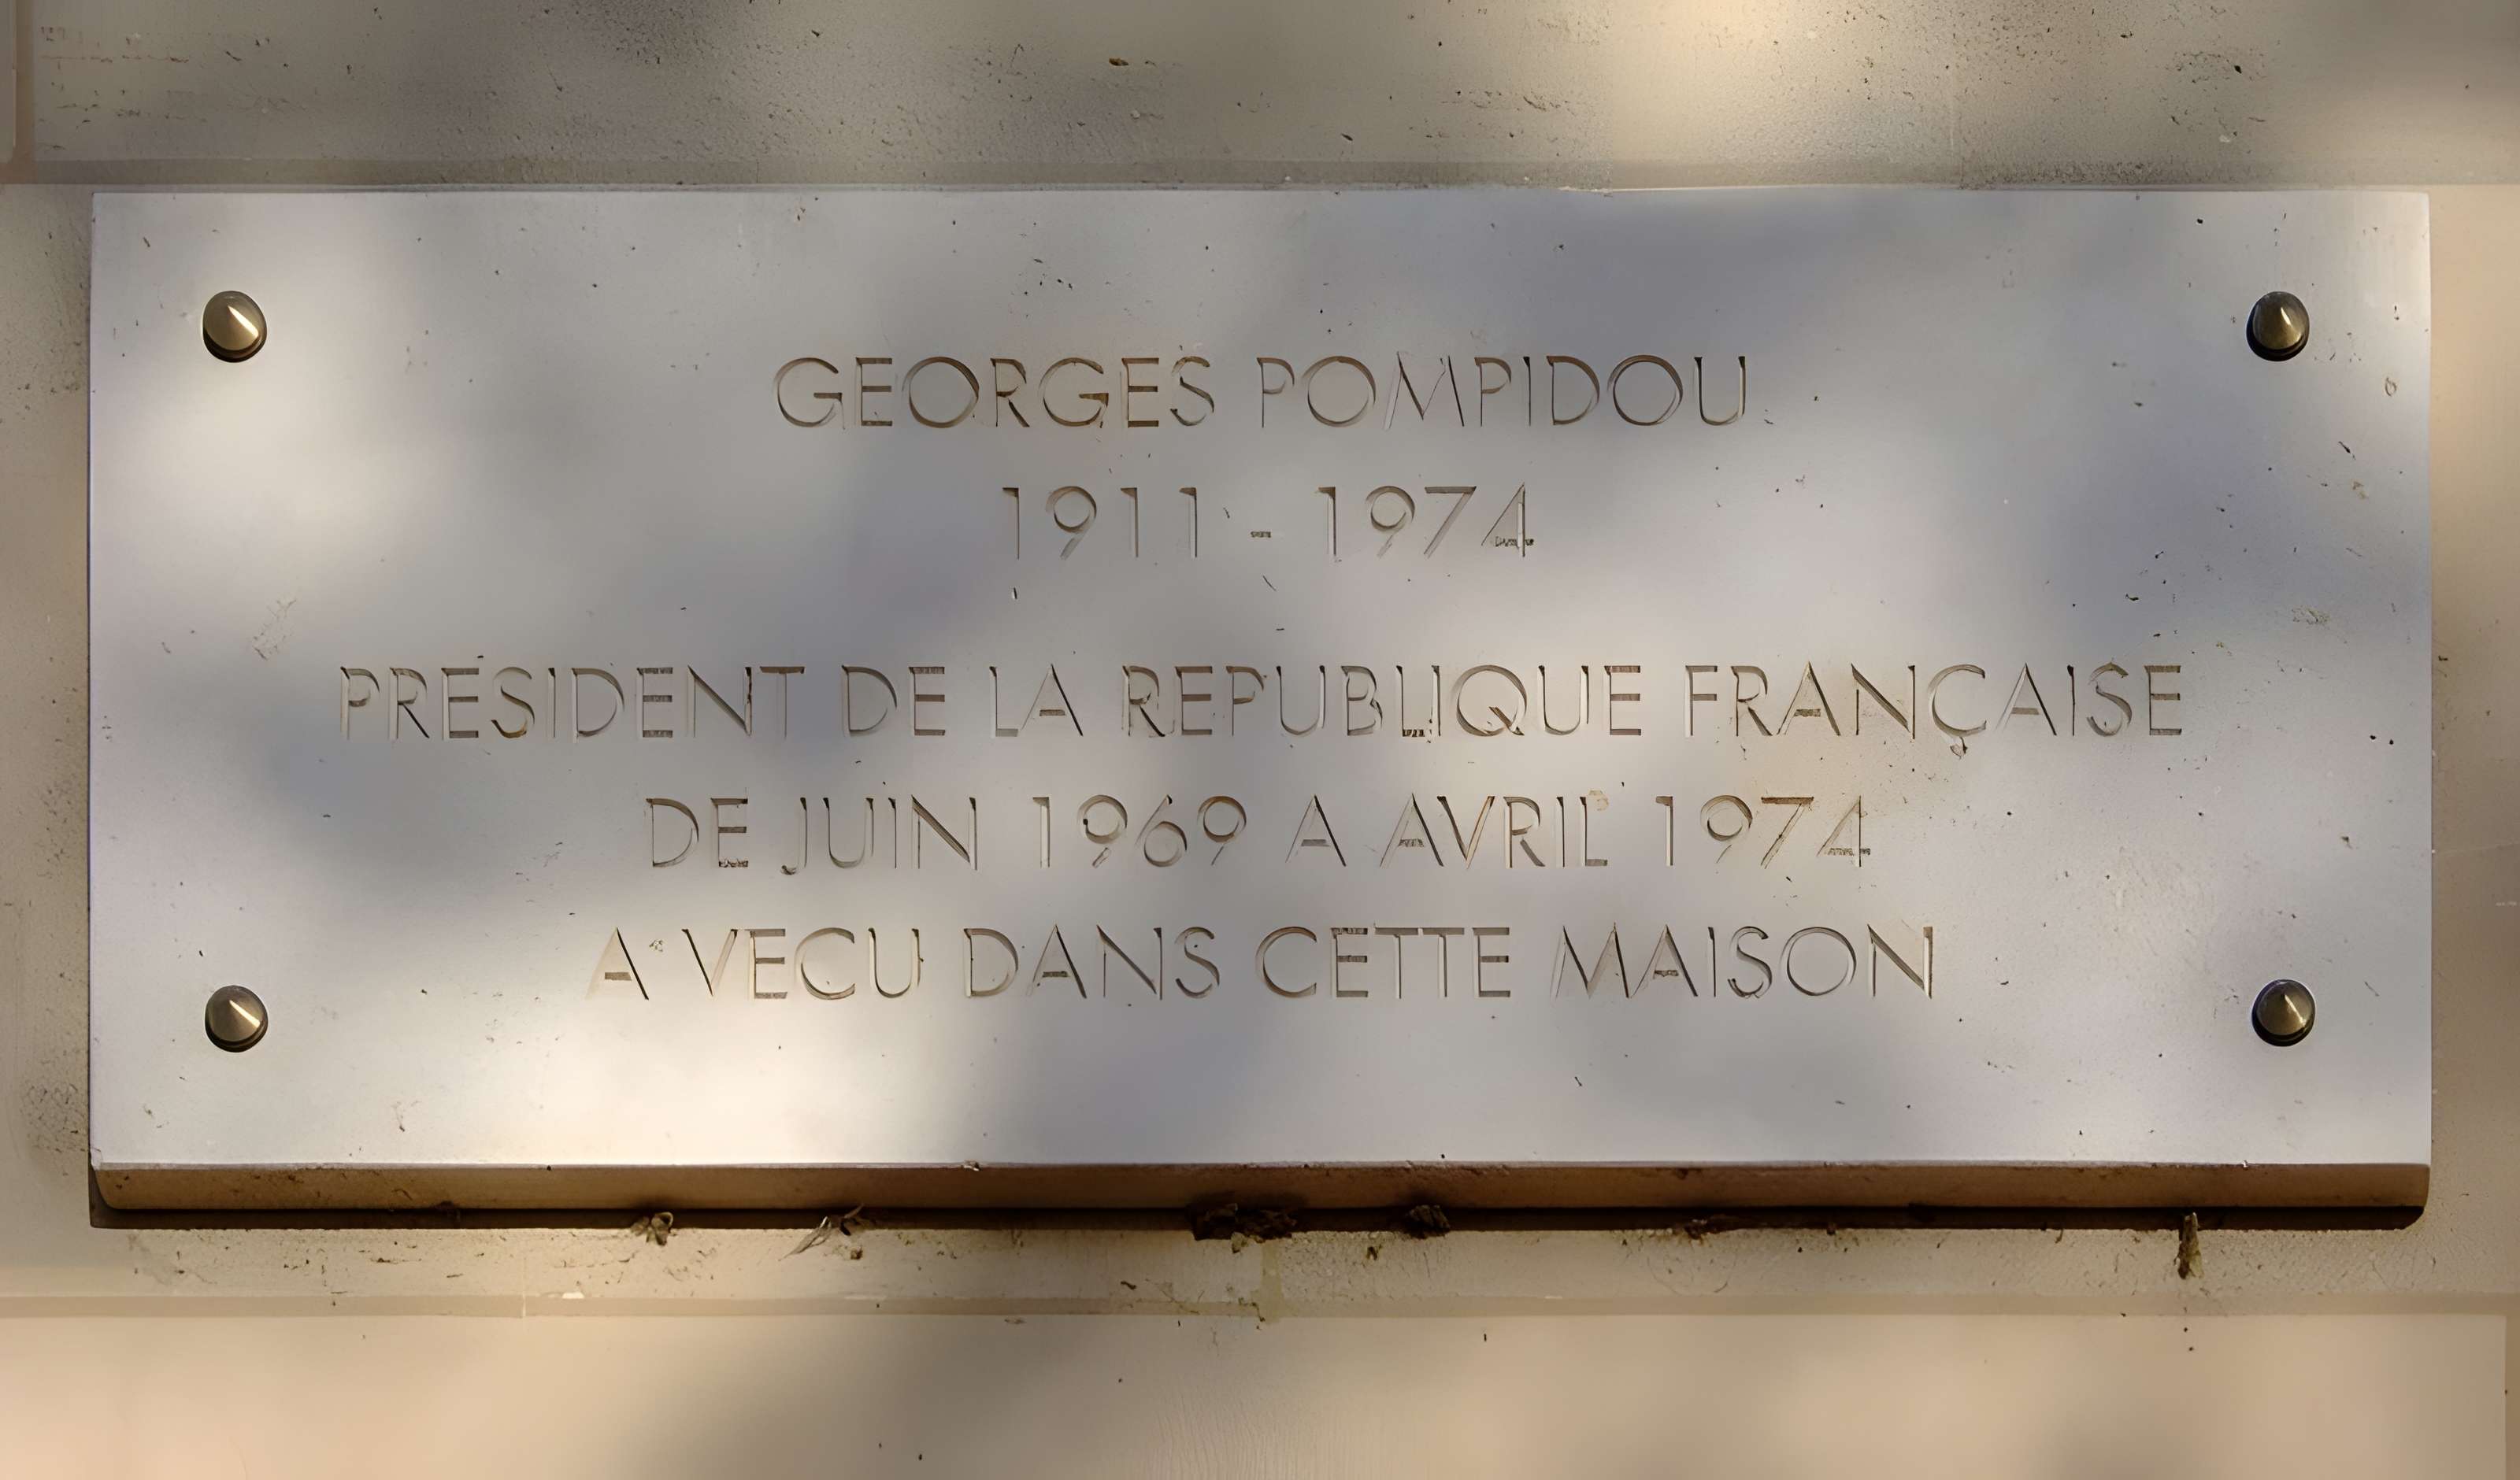 GEORGES POMPIDOU
1911 - 1974
PRESIDENT DE LA REPUBLIQUE FRANÇAISE
DE JUIN 1969 A AVRIL 1974
A VECU DANS CETTE MAISON